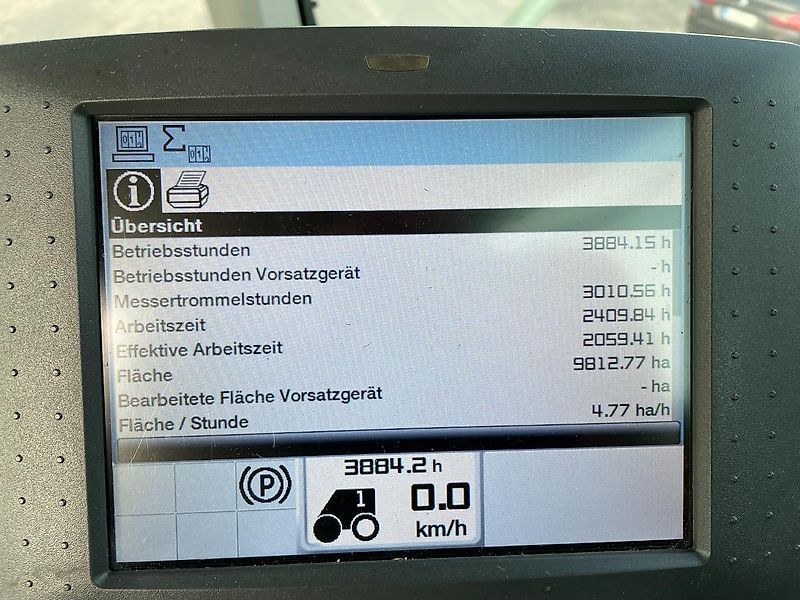 Übersicht
Betriebsstunden 3884.15 h
Betriebsstunden Vorsatzgerät - h
Messertrommelstunden 3010.56 h
Arbeitszeit 2409.84 h
Effektive Arbeitszeit 2059.41 h
Fläche 9812.77 ha
Bearbeitete Fläche Vorsatzgerät - ha
Fläche / Stunde 4.77 ha/h
3884.2 h
(P) 1 0.0
km/h